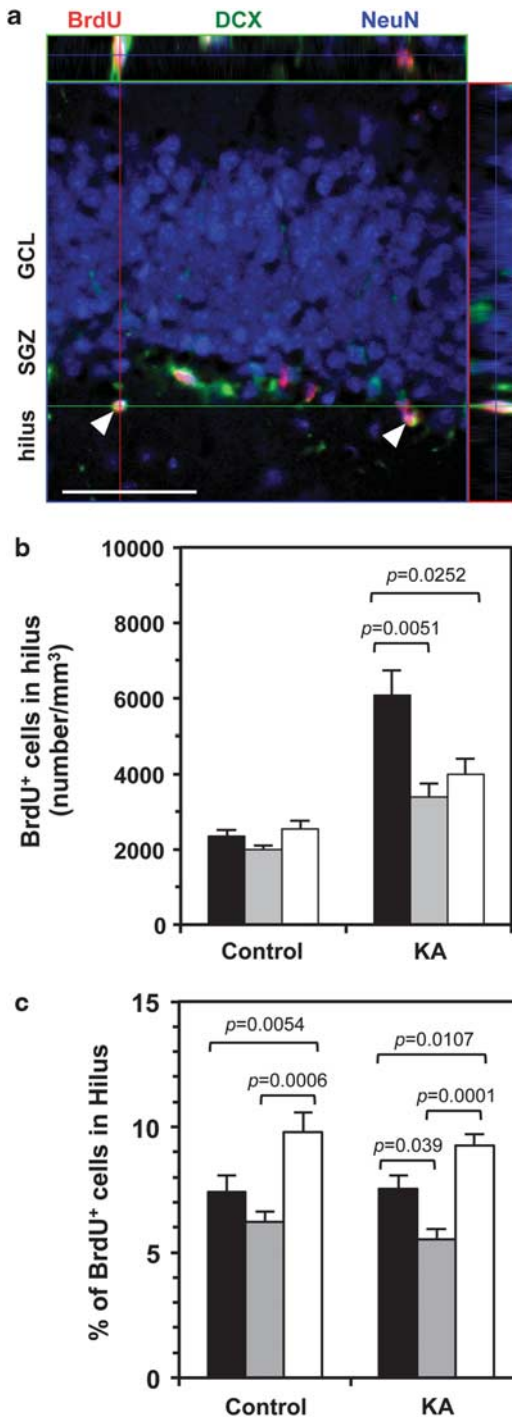 a
BrdU DCX NeuN
GCL
SGZ
hilus
b
BrdU⁺ cells in hilus
(number/mm³)
10000
8000
6000
4000
2000
0
p=0.0252
p=0.0051
Control KA
c
% of BrdU⁺ cells in Hilus
15
10
5
0
p=0.0054
p=0.0006
p=0.0107
p=0.0001
p=0.039
Control KA